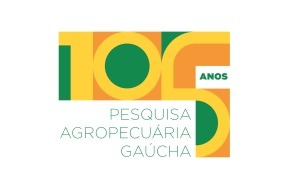 105
ANOS
PESQUISA
AGROPECUÁRIA
GAÚCHA